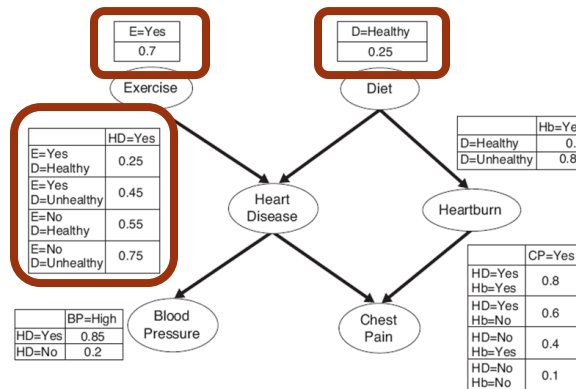 E=Yes
0.7
D=Healthy
0.25
Exercise
Diet
HD=Yes
E=Yes
D=Healthy
0.25
E=Yes
D=Unhealthy
0.45
E=No
D=Healthy
0.55
E=No
D=Unhealthy
0.75
D=Healthy
D=Unhealthy
Heart
Disease
Heartburn
BP=High
HD=Yes 0.85
HD=No 0.2
Blood
Pressure
Chest
Pain
CP=Yes
HD=Yes
Hb=Yes
0.8
HD=Yes
Hb=No
0.6
HD=No
Hb=Yes
0.4
HD=No
Hb=No
0.1